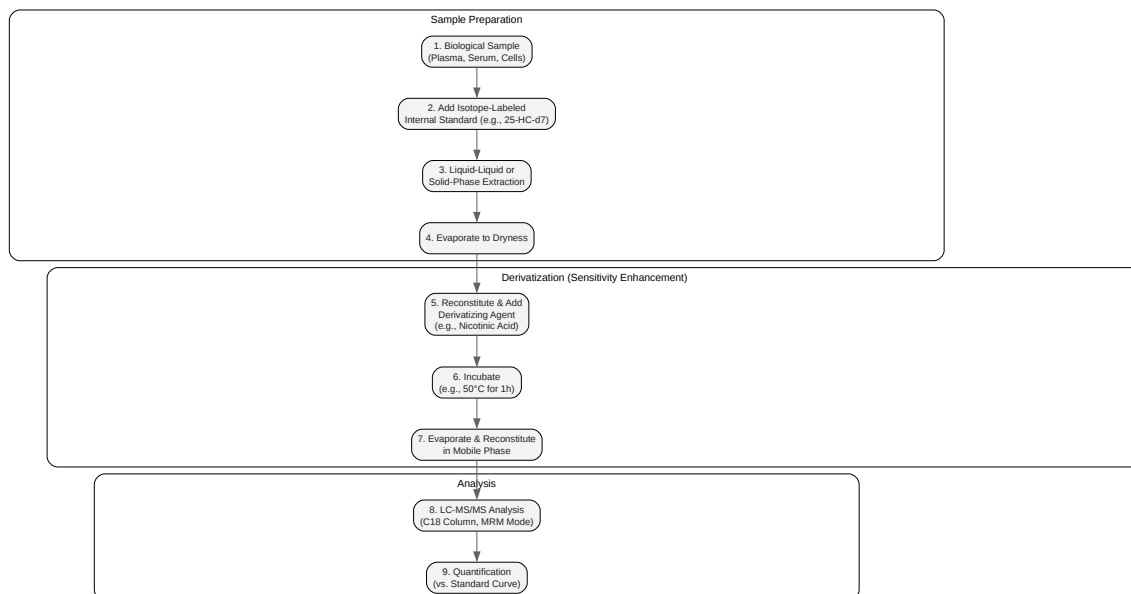 Sample Preparation
1. Biological Sample
(Plasma, Serum, Cells)
2. Add Isotope-Labeled
Internal Standard (e.g., 25-HC-d7)
3. Liquid-Liquid or
Solid-Phase Extraction
4. Evaporate to Dryness
Derivatization (Sensitivity Enhancement)
5. Reconstitute & Add
Derivatizing Agent
(e.g., Nicotinic Acid)
6. Incubate
(e.g., 50°C for 1h)
7. Evaporate & Reconstitute
in Mobile Phase
Analysis
8. LC-MS/MS Analysis
(C18 Column, MRM Mode)
9. Quantification
(vs. Standard Curve)